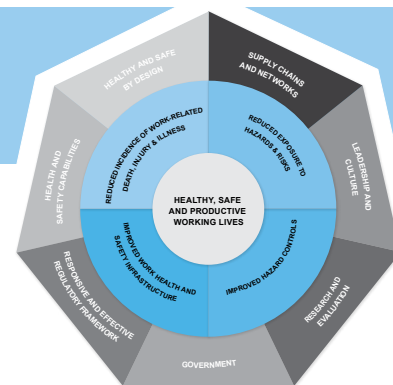 HEALTHY AND SAFE
BY DESIGN
SUPPLY CHAINS
AND NETWORKS
LEADERSHIP AND
CULTURE
RESEARCH AND
EVALUATION
GOVERNMENT
RESPONSIVE AND EFFECTIVE
REGULATORY FRAMEWORK
HEALTH AND
SAFETY CAPABILITIES
REDUCED INCIDENCE OF WORK-RELATED
DEATH, INJURY & ILLNESS
REDUCED EXPOSURE TO
HAZARDS & RISKS
IMPROVED HAZARD CONTROLS
IMPROVED WORK HEALTH AND
SAFETY INFRASTRUCTURE
HEALTHY, SAFE
AND PRODUCTIVE
WORKING LIVES